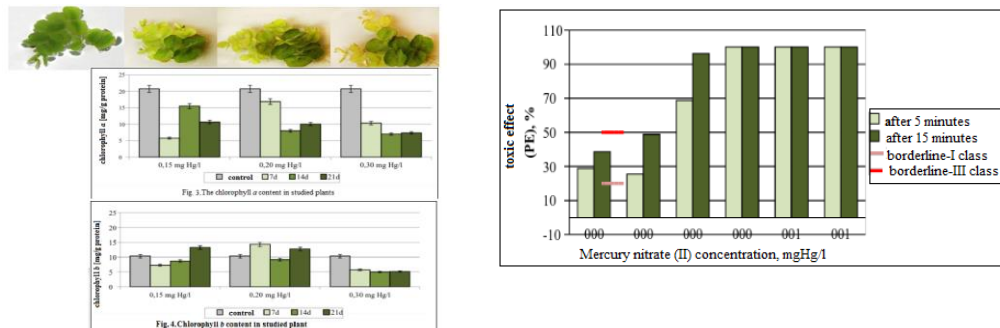 chlorophyll a [mg/g protein]
25
20
15
10
5
0
0,15 mg Hg/l 0,20 mg Hg/l 0,30 mg Hg/l
control 7d 14d 21d
Fig. 3.The chlorophyll a content in studied plants
chlorophyll b [mg/g protein]
25
20
15
10
5
0
0,15 mg Hg/l 0,20 mg Hg/l 0,30 mg Hg/l
control 7d 14d 21d
Fig. 4.Chlorophyll b content in studied plant
toxic effect
(PE), %
110
90
70
50
30
10
-10
000 000 000 000 001 001
Mercury nitrate (II) concentration, mgHg/l
after 5 minutes
after 15 minutes
borderline-I class
borderline-III class